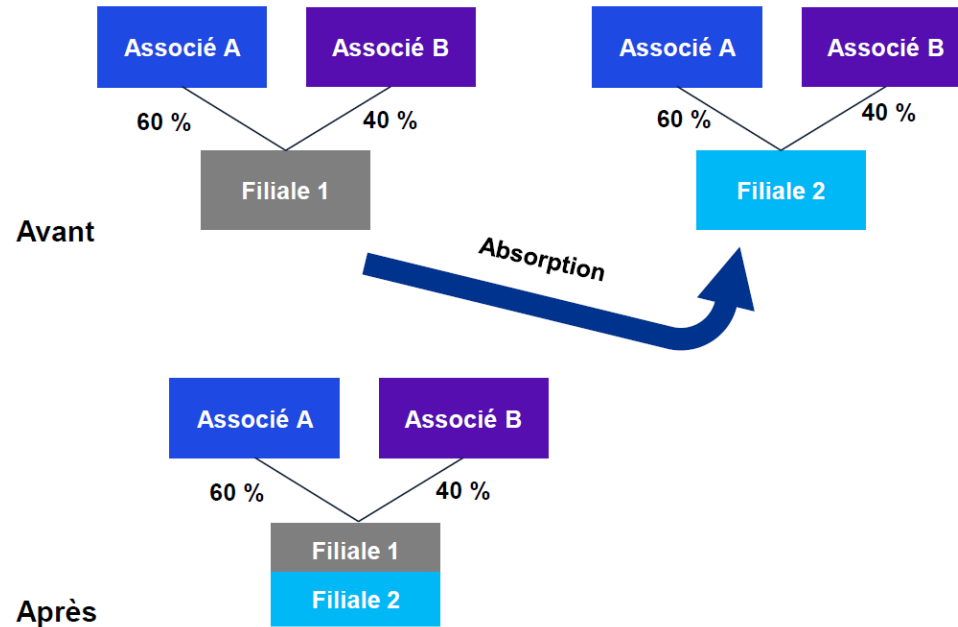 Associé A
Associé B
Associé A
Associé B
60 %
40 %
60 %
40 %
Filiale 1
Filiale 2
Avant
Absorption
Associé A
Associé B
60 %
40 %
Filiale 1
Filiale 2
Après